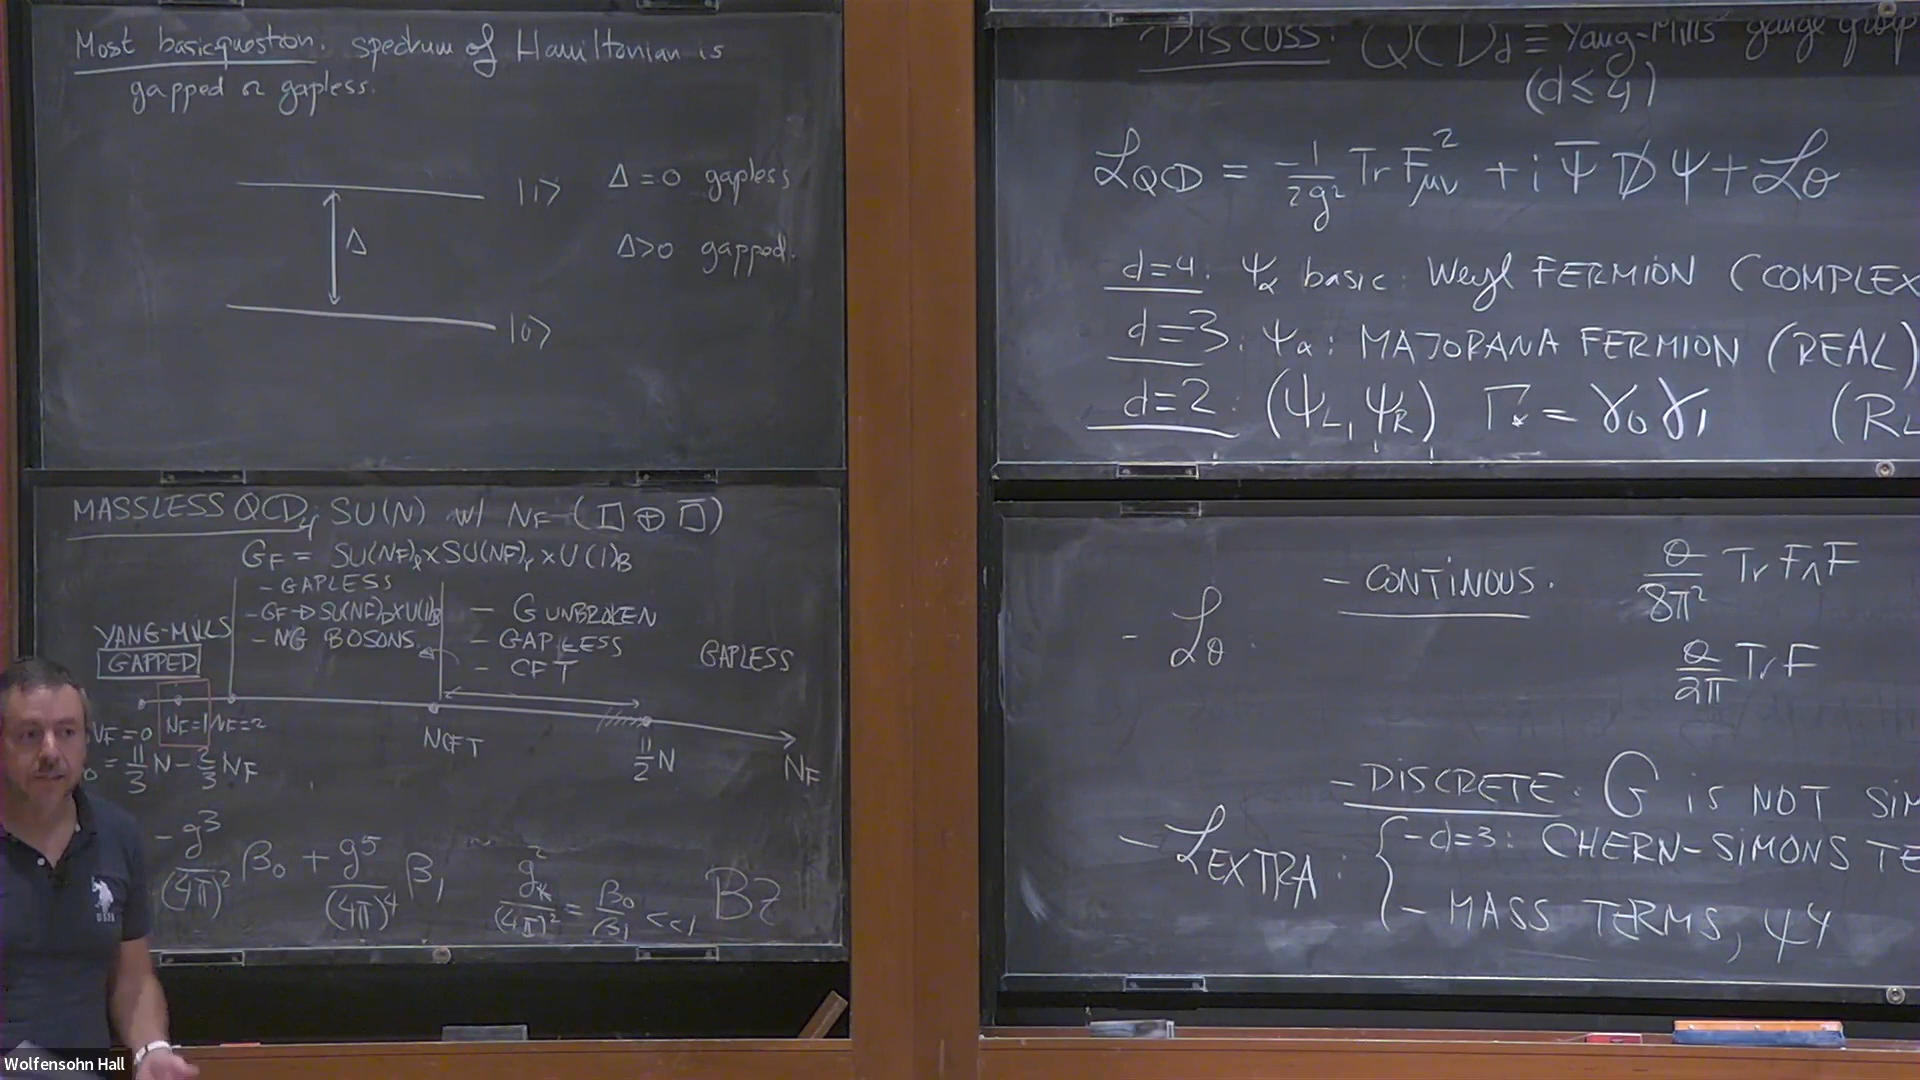 Most basic question. spectrum of Hamiltonian is
gapped or gapless.
|1⟩ Δ=0 gapless
Δ
Δ>0 gapped.
|0⟩
MASSLESS QCD₄ SU(N) w/ NF (□ ⊕ □̅)
GF = SU(NF)ₗ×SU(NF)ᵣ×U(1)B
- GAPLESS
- GF → SU(NF)D×U(1)B
- NG BOSONS
YANG-MILLS
GAPPED
- G UNBROKEN
- GAPLESS
- CFT
GAPLESS
NF=0 NF=1 NF=2
NCFT
11/2 N
NF
= 11/3 N - 2/3 NF
-g³/(4π)² β₀ + g⁵/(4π)⁴ β₁
g*²/(4π)² = β₀/β₁ <<1 BZ
DISCUSS: QCDd ≡ Yang-Mills gauge group
(d≤4)
ℒQCD = -1/2g² Tr F²μν + i Ψ̅ D̸ Ψ + ℒθ
d=4: Ψα basic: Weyl FERMION (COMPLEX
d=3: Ψα: MAJORANA FERMION (REAL)
d=2: (ΨL, ΨR) Γ* = γ₀γ₁ (RL
- ℒθ:
- CONTINOUS. θ/8π² Tr F∧F
θ/2π Tr F
- DISCRETE: G is NOT SIM
- ℒEXTRA: { - d=3: CHERN-SIMONS TE
- MASS TERMS, ψ4
U.S.P.A.
Wolfensohn Hall